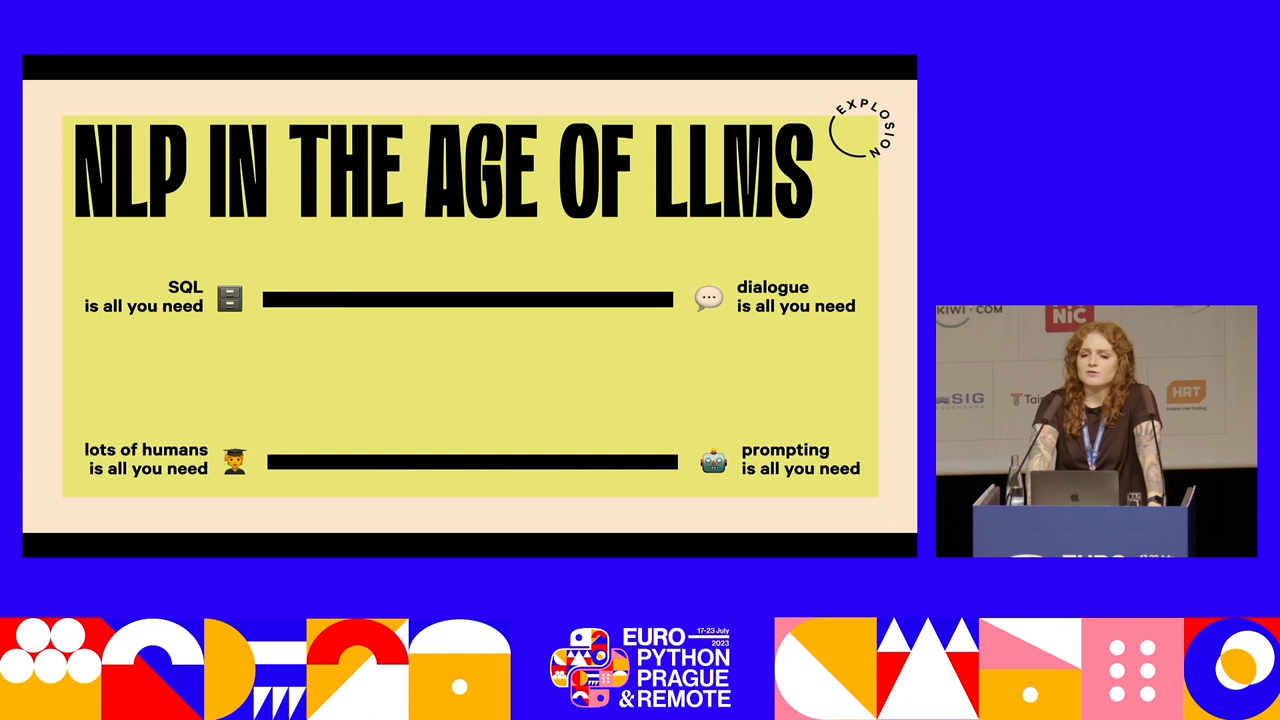 NLP IN THE AGE OF LLMS
EXPLOSION
SQL
is all you need
dialogue
is all you need
lots of humans
is all you need
prompting
is all you need
KIWI.COM
NiC
SIG
HRT
EURO
17-23 July
2023
PYTHON
PRAGUE
& REMOTE